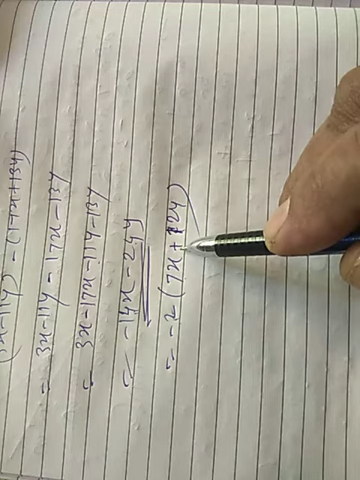 (3x-11y) - (17x+13y)
= 3x-11y - 17x-13y
= 3x-17x-11y-13y
= -14x-24y
= -2(7x+12y)